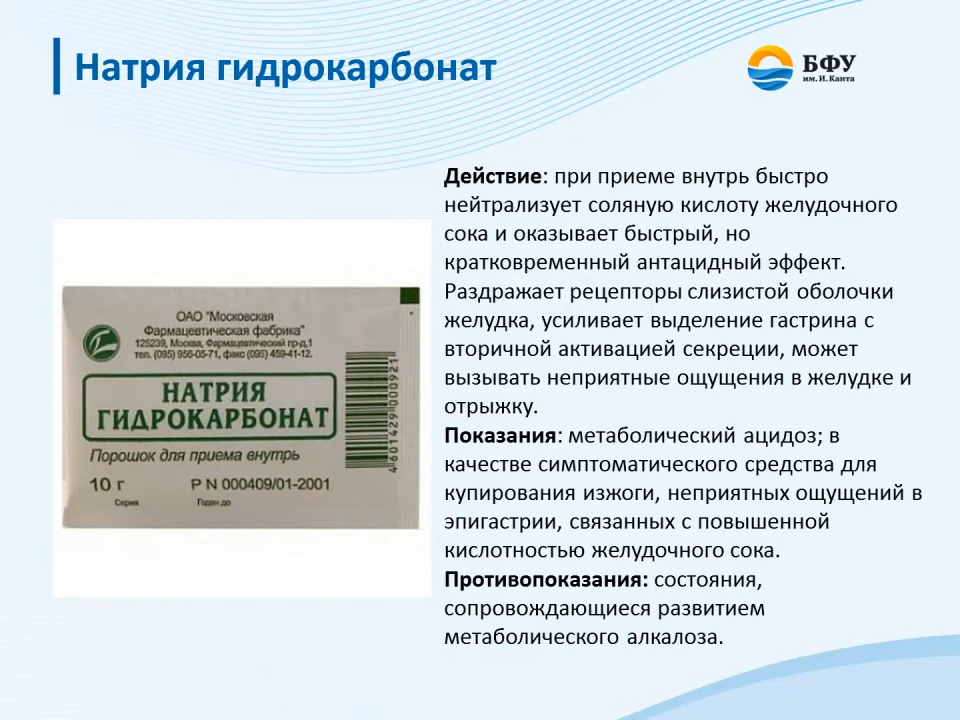 Натрия гидрокарбонат
БФУ
им. И. Канта
Действие: при приеме внутрь быстро
нейтрализует соляную кислоту желудочного
сока и оказывает быстрый, но
кратковременный антацидный эффект.
Раздражает рецепторы слизистой оболочки
желудка, усиливает выделение гастрина с
вторичной активацией секреции, может
вызывать неприятные ощущения в желудке и
отрыжку.
Показания: метаболический ацидоз; в
качестве симптоматического средства для
купирования изжоги, неприятных ощущений в
эпигастрии, связанных с повышенной
кислотностью желудочного сока.
Противопоказания: состояния,
сопровождающиеся развитием
метаболического алкалоза.
ОАО "Московская
Фармацевтическая фабрика"
125239, Москва, Фармацевтический пр-д,1
тел. (095) 956-05-71, факс (095) 459-41-12.
НАТРИЯ
ГИДРОКАРБОНАТ
Порошок для приема внутрь
10 г Р N 000409/01-2001
Серия Годен до
4601429000921